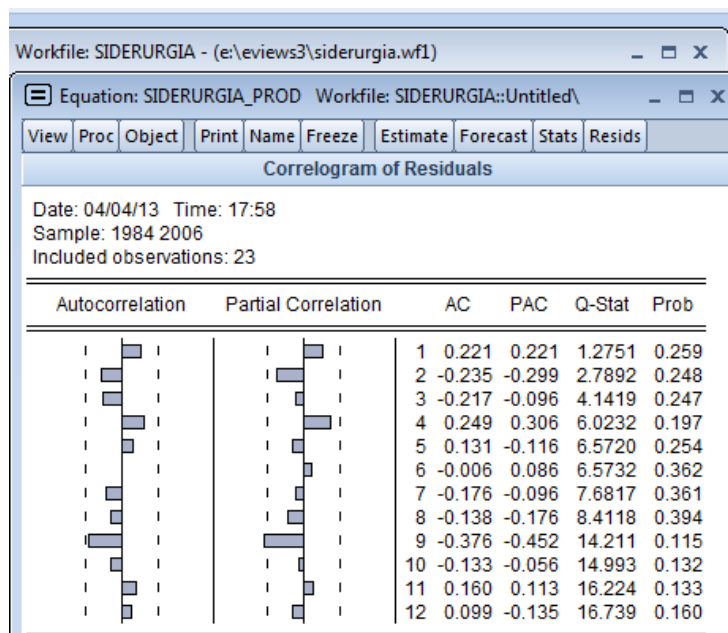 Workfile: SIDERURGIA - (e:\eviews3\siderurgia.wf1)
Equation: SIDERURGIA_PROD Workfile: SIDERURGIA::Untitled\
View Proc Object Print Name Freeze Estimate Forecast Stats Resids
Correlogram of Residuals
Date: 04/04/13 Time: 17:58
Sample: 1984 2006
Included observations: 23
Autocorrelation Partial Correlation AC PAC Q-Stat Prob
1 0.221 0.221 1.2751 0.259
2 -0.235 -0.299 2.7892 0.248
3 -0.217 -0.096 4.1419 0.247
4 0.249 0.306 6.0232 0.197
5 0.131 -0.116 6.5720 0.254
6 -0.006 0.086 6.5732 0.362
7 -0.176 -0.096 7.6817 0.361
8 -0.138 -0.176 8.4118 0.394
9 -0.376 -0.452 14.211 0.115
10 -0.133 -0.056 14.993 0.132
11 0.160 0.113 16.224 0.133
12 0.099 -0.135 16.739 0.160